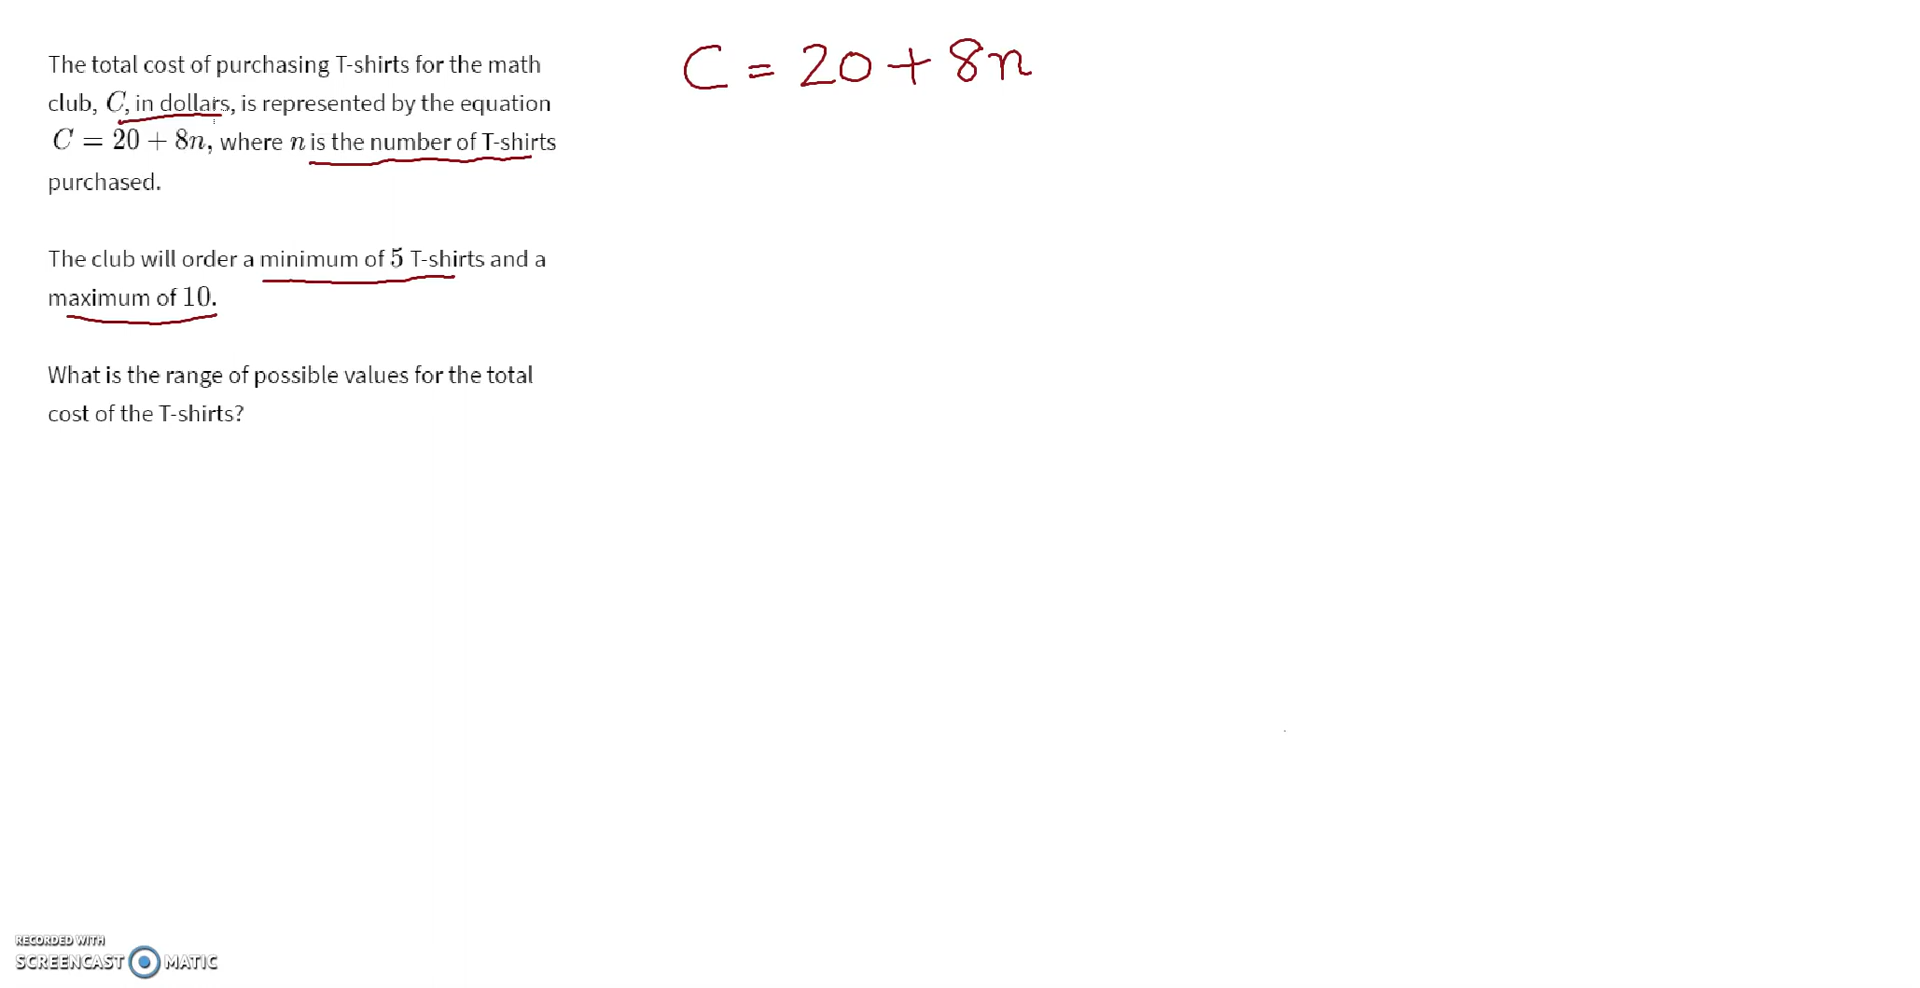 The total cost of purchasing T-shirts for the math
club, C, in dollars, is represented by the equation
C = 20 + 8n, where n is the number of T-shirts
purchased.
The club will order a minimum of 5 T-shirts and a
maximum of 10.
What is the range of possible values for the total
cost of the T-shirts?
C = 20 + 8n
RECORDED WITH
SCREENCAST MATIC